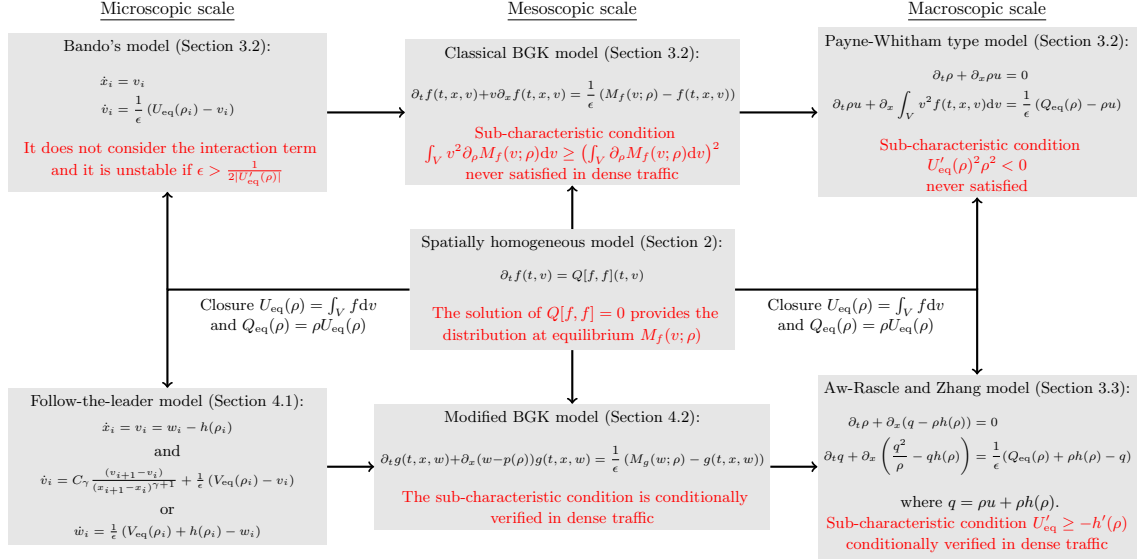 Microscopic scale
Mesoscopic scale
Macroscopic scale
Bando's model (Section 3.2):
ẋ_i = v_i
v̇_i = 1/ϵ (U_eq(ρ_i) − v_i)
It does not consider the interaction term
and it is unstable if ϵ > 1/(2|U′_eq(ρ)|)
Classical BGK model (Section 3.2):
∂_t f(t, x, v)+v∂_x f(t, x, v) = 1/ϵ (M_f(v; ρ) − f(t, x, v))
Sub-characteristic condition
∫_V v² ∂_ρ M_f(v; ρ)dv ≥ (∫_V ∂_ρ M_f(v; ρ)dv)²
never satisfied in dense traffic
Payne-Whitham type model (Section 3.2):
∂_t ρ + ∂_x ρu = 0
∂_t ρu + ∂_x ∫_V v² f(t, x, v)dv = 1/ϵ (Q_eq(ρ) − ρu)
Sub-characteristic condition
U′_eq(ρ)² ρ² < 0
never satisfied
Spatially homogeneous model (Section 2):
∂_t f(t, v) = Q[f, f](t, v)
The solution of Q[f, f] = 0 provides the
distribution at equilibrium M_f(v; ρ)
Closure U_eq(ρ) = ∫_V f dv
and Q_eq(ρ) = ρU_eq(ρ)
Closure U_eq(ρ) = ∫_V f dv
and Q_eq(ρ) = ρU_eq(ρ)
Follow-the-leader model (Section 4.1):
ẋ_i = v_i = w_i − h(ρ_i)
and
v̇_i = C_γ (v_{i+1}−v_i)/(x_{i+1}−x_i)^{γ+1} + 1/ϵ (V_eq(ρ_i) − v_i)
or
ẇ_i = 1/ϵ (V_eq(ρ_i) + h(ρ_i) − w_i)
Modified BGK model (Section 4.2):
∂_t g(t, x, w)+∂_x(w−p(ρ))g(t, x, w) = 1/ϵ (M_g(w; ρ) − g(t, x, w))
The sub-characteristic condition is conditionally
verified in dense traffic
Aw-Rascle and Zhang model (Section 3.3):
∂_t ρ + ∂_x(q − ρh(ρ)) = 0
∂_t q + ∂_x (q²/ρ − qh(ρ)) = 1/ϵ (Q_eq(ρ) + ρh(ρ) − q)
where q = ρu + ρh(ρ).
Sub-characteristic condition U′_eq ≥ −h′(ρ)
conditionally verified in dense traffic